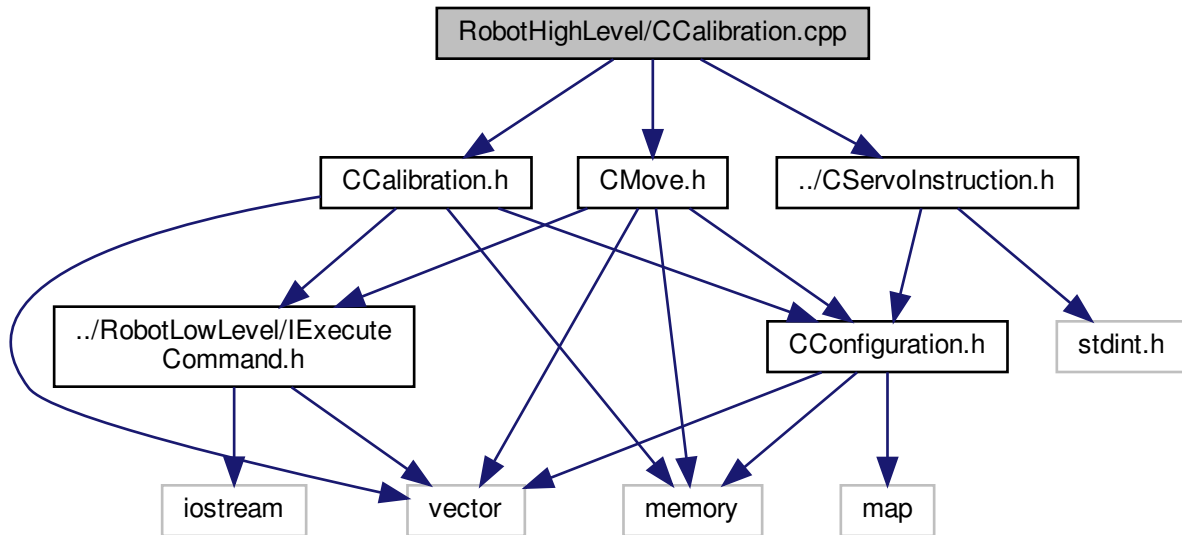 RobotHighLevel/CCalibration.cpp
CCalibration.h
CMove.h
../CServoInstruction.h
../RobotLowLevel/IExecute
Command.h
CConfiguration.h
stdint.h
iostream
vector
memory
map